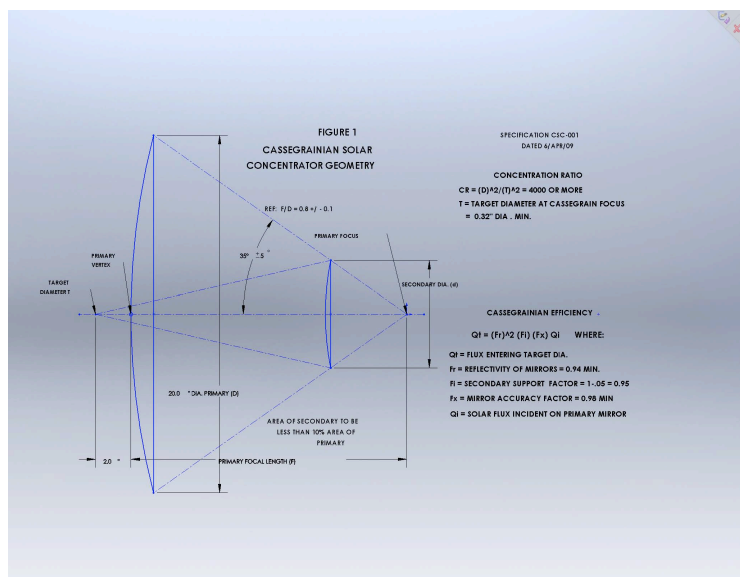 FIGURE 1
CASSEGRAINIAN SOLAR
CONCENTRATOR GEOMETRY
SPECIFICATION CSC-001
DATED 6/APR/09
CONCENTRATION RATIO
CR = (D)^2/(T)^2 = 4000 OR MORE
T = TARGET DIAMETER AT CASSEGRAIN FOCUS
= 0.32" DIA . MIN.
REF: F/D = 0.8 +/ - 0.1
PRIMARY FOCUS
35° ±.5 °
PRIMARY
VERTEX
TARGET
DIAMETER T
SECONDARY DIA. (d)
CASSEGRAINIAN EFFICIENCY
Qt = (Fr)^2 (Fi) (Fx) Qi WHERE:
Qt = FLUX ENTERING TARGET DIA.
Fr = REFLECTIVITY OF MIRRORS = 0.94 MIN.
Fi = SECONDARY SUPPORT FACTOR = 1-.05 = 0.95
Fx = MIRROR ACCURACY FACTOR = 0.98 MIN
Qi = SOLAR FLUX INCIDENT ON PRIMARY MIRROR
20.0 "DIA. PRIMARY (D)
AREA OF SECONDARY TO BE
LESS THAN 10% AREA OF
PRIMARY
2.0 "
PRIMARY FOCAL LENGTH (F)